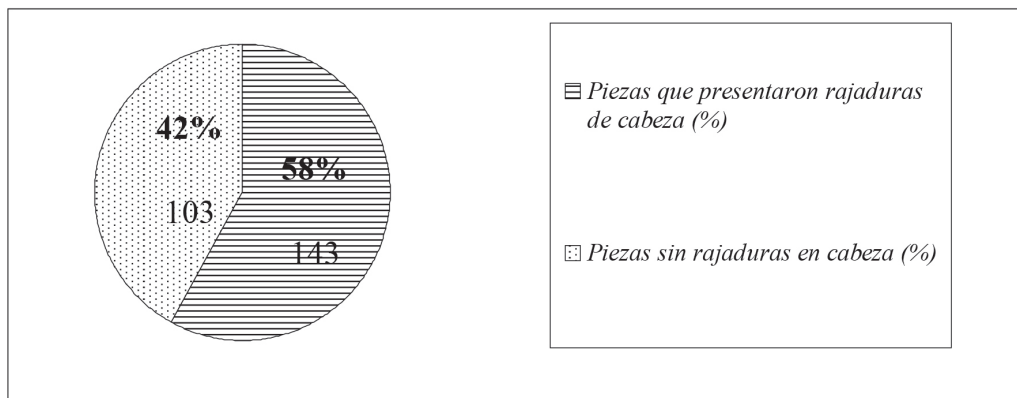 42%
103
58%
143
Piezas que presentaron rajaduras
de cabeza (%)
Piezas sin rajaduras en cabeza (%)